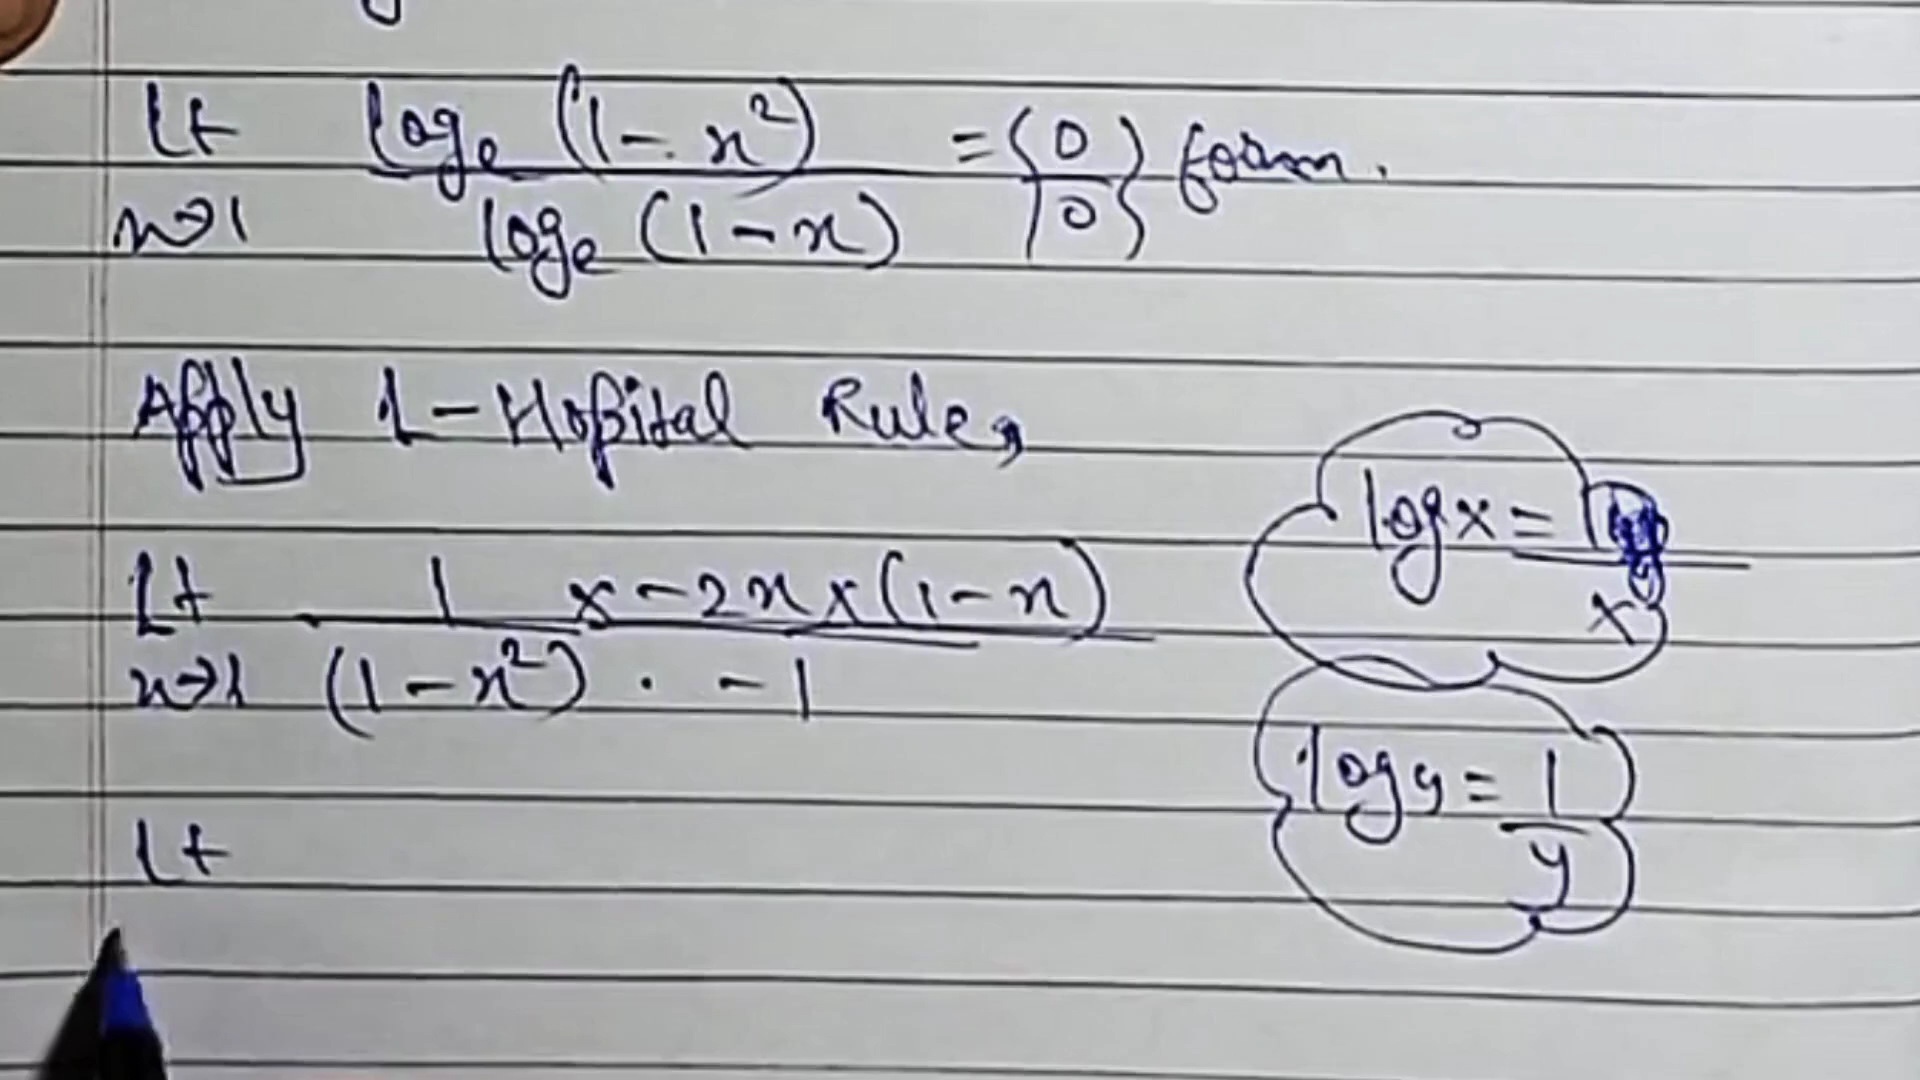 Lt logₑ (1 - x²) = {0} form.
x→1 logₑ (1 - x) {0}
Apply L-Hopital Rule,
Lt 1 x -2x x (1-x)
x→1 (1-x²) . -1
log x = 1
x
log y = 1
y
Lt